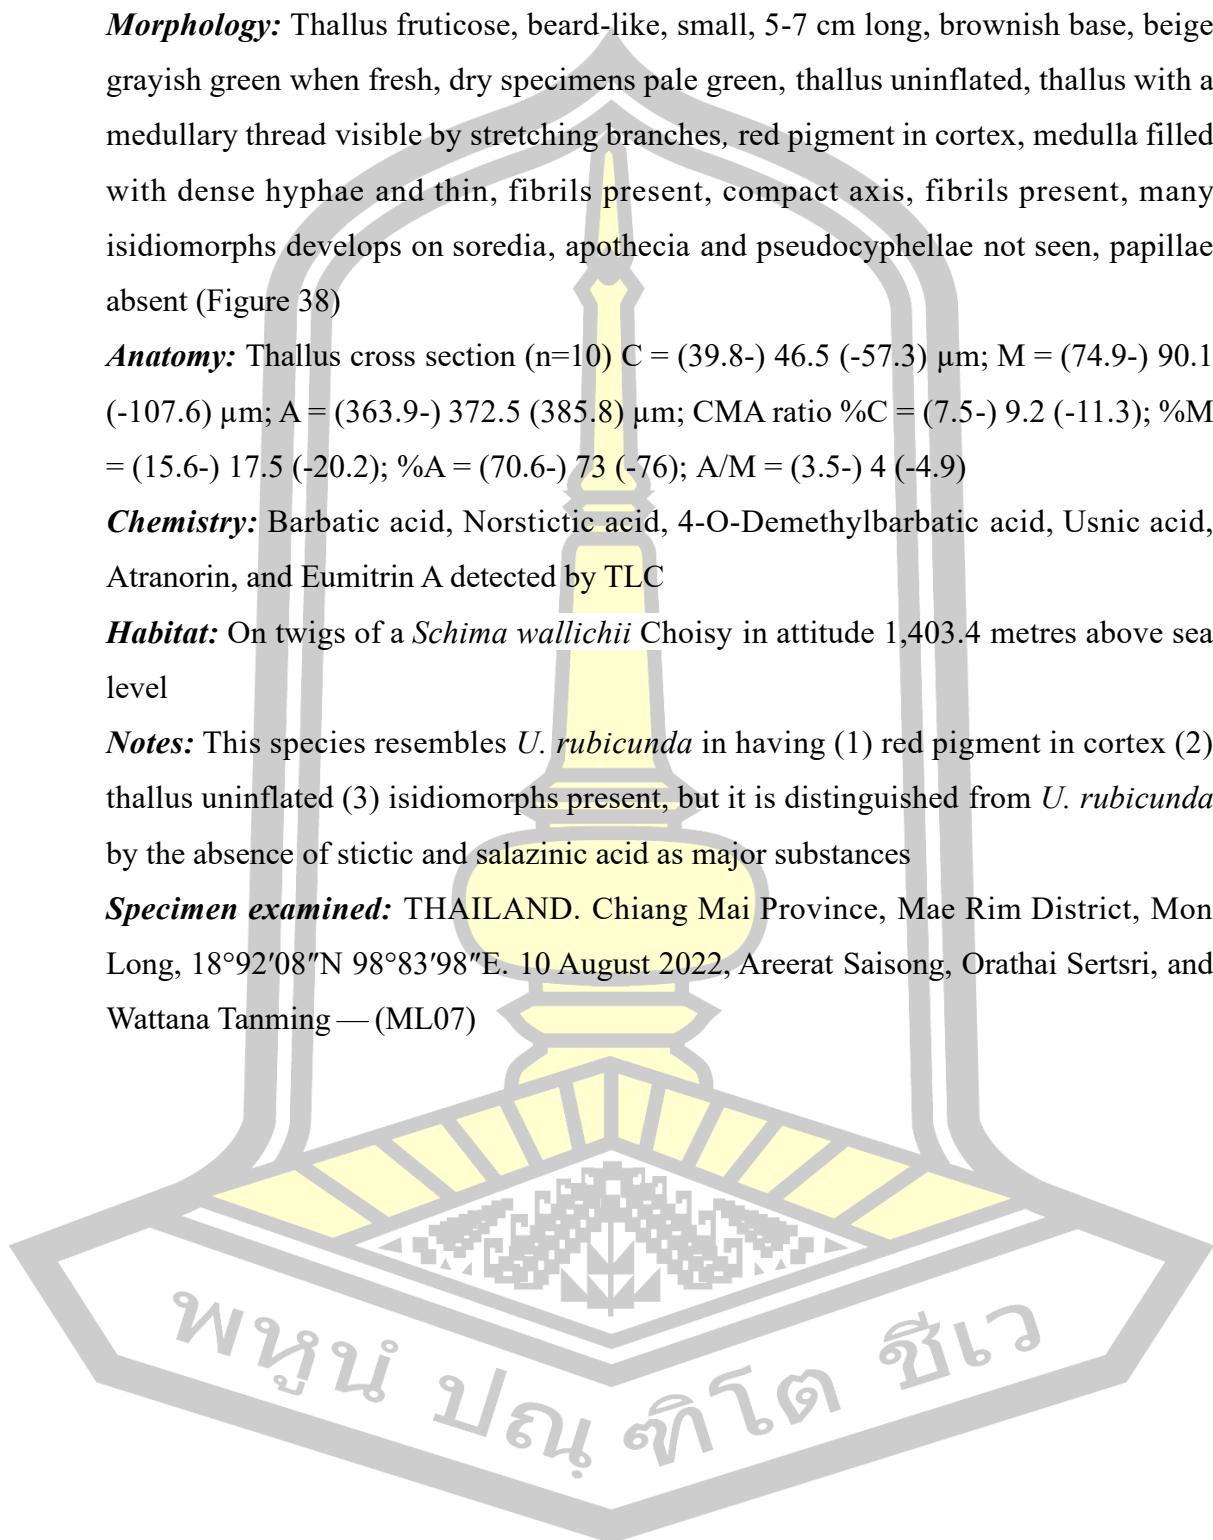 Morphology: Thallus fruticose, beard-like, small, 5-7 cm long, brownish base, beige
grayish green when fresh, dry specimens pale green, thallus uninflated, thallus with a
medullary thread visible by stretching branches, red pigment in cortex, medulla filled
with dense hyphae and thin, fibrils present, compact axis, fibrils present, many
isidiomorphs develops on soredia, apothecia and pseudocyphellae not seen, papillae
absent (Figure 38)
Anatomy: Thallus cross section (n=10) C = (39.8-) 46.5 (-57.3) µm; M = (74.9-) 90.1
(-107.6) µm; A = (363.9-) 372.5 (385.8) µm; CMA ratio %C = (7.5-) 9.2 (-11.3); %M
= (15.6-) 17.5 (-20.2); %A = (70.6-) 73 (-76); A/M = (3.5-) 4 (-4.9)
Chemistry: Barbatic acid, Norstictic acid, 4-O-Demethylbarbatic acid, Usnic acid,
Atranorin, and Eumitrin A detected by TLC
Habitat: On twigs of a Schima wallichii Choisy in attitude 1,403.4 metres above sea
level
Notes: This species resembles U. rubicunda in having (1) red pigment in cortex (2)
thallus uninflated (3) isidiomorphs present, but it is distinguished from U. rubicunda
by the absence of stictic and salazinic acid as major substances
Specimen examined: THAILAND. Chiang Mai Province, Mae Rim District, Mon
Long, 18°92′08″N 98°83′98″E. 10 August 2022, Areerat Saisong, Orathai Sertsri, and
Wattana Tanming — (ML07)
พหูนํ ปณฺฑิโต ชีเว